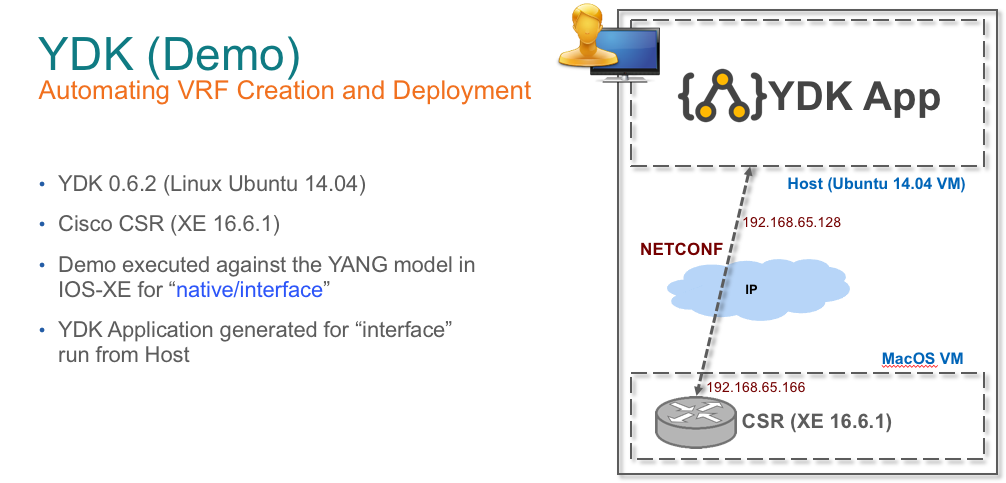 YDK (Demo)
Automating VRF Creation and Deployment
• YDK 0.6.2 (Linux Ubuntu 14.04)
• Cisco CSR (XE 16.6.1)
• Demo executed against the YANG model in
IOS-XE for “native/interface”
• YDK Application generated for “interface”
run from Host
{ }YDK App
Host (Ubuntu 14.04 VM)
192.168.65.128
NETCONF
IP
MacOS VM
192.168.65.166
CSR (XE 16.6.1)